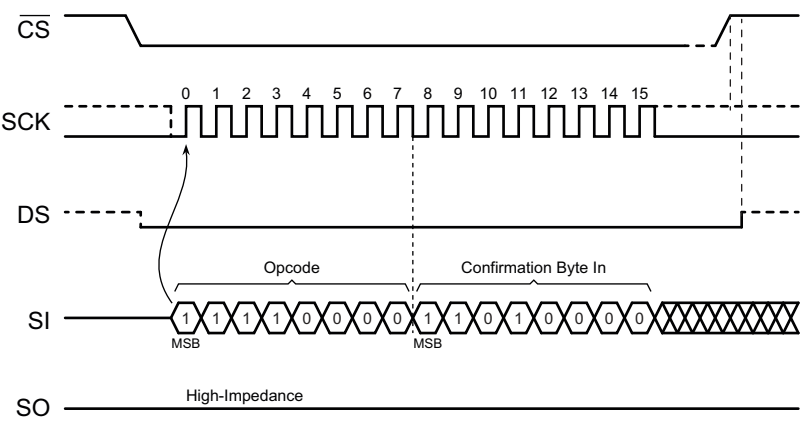 CS
0 1 2 3 4 5 6 7 8 9 10 11 12 13 14 15
SCK
DS
Opcode Confirmation Byte In
SI 1 1 1 1 0 0 0 0 1 1 0 1 0 0 0 0
MSB MSB
High-Impedance
SO